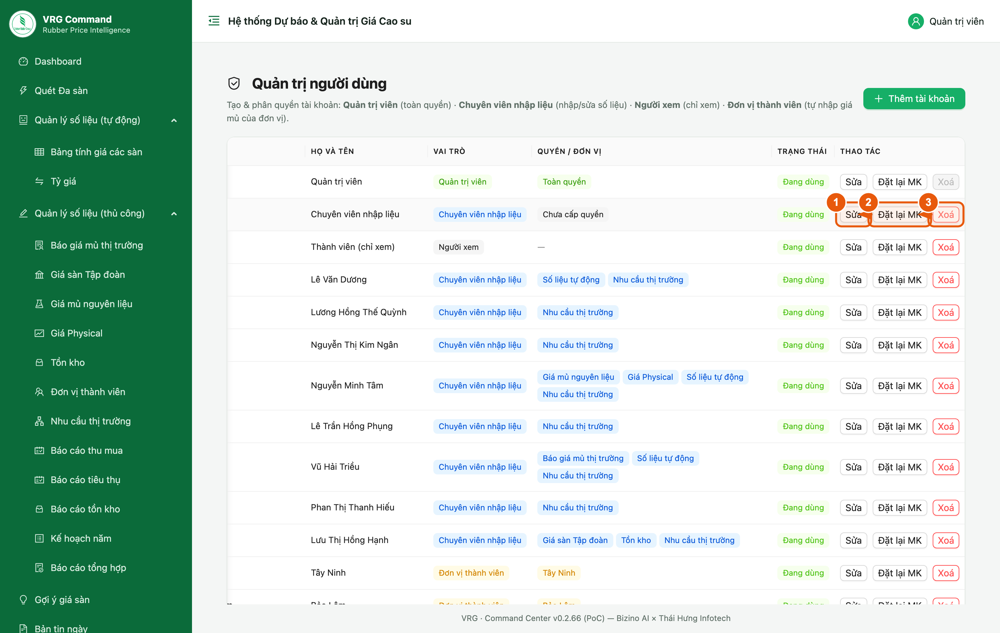 VRG Command
Rubber Price Intelligence
Dashboard
Quét Đa sàn
Quản lý số liệu (tự động)
Bảng tính giá các sàn
Tỷ giá
Quản lý số liệu (thủ công)
Báo giá mủ thị trường
Giá sàn Tập đoàn
Giá mủ nguyên liệu
Giá Physical
Tồn kho
Đơn vị thành viên
Nhu cầu thị trường
Báo cáo thu mua
Báo cáo tiêu thụ
Báo cáo tồn kho
Kế hoạch năm
Báo cáo tổng hợp
Gợi ý giá sàn
Bản tin ngày
Hệ thống Dự báo & Quản trị Giá Cao su
Quản trị viên
Quản trị người dùng
Tạo & phân quyền tài khoản: Quản trị viên (toàn quyền) · Chuyên viên nhập liệu (nhập/sửa số liệu) · Người xem (chỉ xem) · Đơn vị thành viên (tự nhập giá
mủ của đơn vị).
+ Thêm tài khoản
HỌ VÀ TÊN VAI TRÒ QUYỀN / ĐƠN VỊ TRẠNG THÁI THAO TÁC
Quản trị viên Quản trị viên Toàn quyền Đang dùng Sửa Đặt lại MK Xoá
1 2 3
Chuyên viên nhập liệu Chuyên viên nhập liệu Chưa cấp quyền Đang dùng Sửa Đặt lại MK Xoá
Thành viên (chỉ xem) Người xem — Đang dùng Sửa Đặt lại MK Xoá
Lê Văn Dương Chuyên viên nhập liệu Số liệu tự động Nhu cầu thị trường Đang dùng Sửa Đặt lại MK Xoá
Lương Hồng Thế Quỳnh Chuyên viên nhập liệu Nhu cầu thị trường Đang dùng Sửa Đặt lại MK Xoá
Nguyễn Thị Kim Ngân Chuyên viên nhập liệu Nhu cầu thị trường Đang dùng Sửa Đặt lại MK Xoá
Nguyễn Minh Tâm Chuyên viên nhập liệu Giá mủ nguyên liệu Giá Physical Số liệu tự động Đang dùng Sửa Đặt lại MK Xoá
Nhu cầu thị trường
Lê Trần Hồng Phụng Chuyên viên nhập liệu Nhu cầu thị trường Đang dùng Sửa Đặt lại MK Xoá
Vũ Hải Triều Chuyên viên nhập liệu Báo giá mủ thị trường Số liệu tự động Đang dùng Sửa Đặt lại MK Xoá
Nhu cầu thị trường
Phan Thị Thanh Hiếu Chuyên viên nhập liệu Nhu cầu thị trường Đang dùng Sửa Đặt lại MK Xoá
Lưu Thị Hồng Hạnh Chuyên viên nhập liệu Giá sàn Tập đoàn Tồn kho Nhu cầu thị trường Đang dùng Sửa Đặt lại MK Xoá
Tây Ninh Đơn vị thành viên Tây Ninh Đang dùng Sửa Đặt lại MK Xoá
VRG · Command Center v0.2.66 (PoC) — Bizino AI × Thái Hưng Infotech